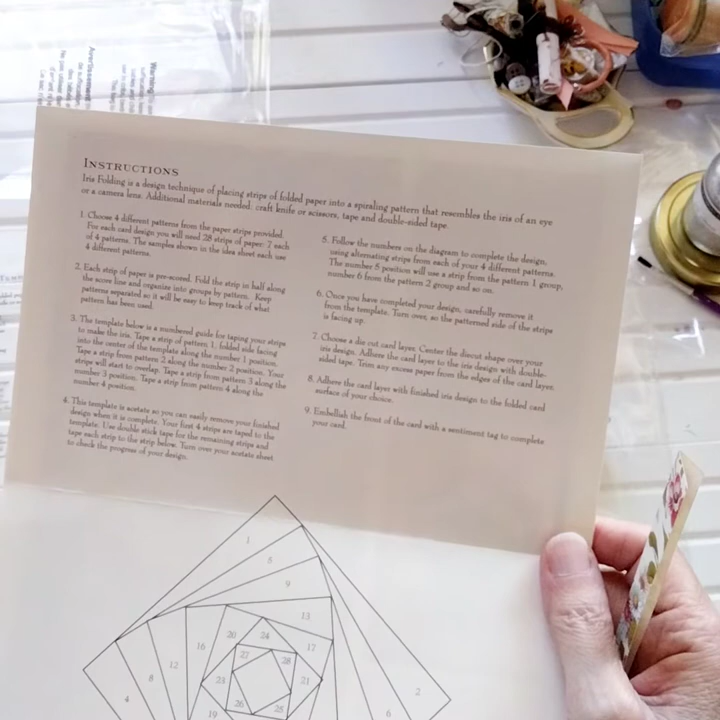 INSTRUCTIONS
Iris Folding is a design technique of placing strips of folded paper into a spiraling pattern that resembles the iris of an eye
or a camera lens. Additional materials needed: craft knife or scissors, tape and double-sided tape.
1. Choose 4 different patterns from the paper strips provided.
For each card design you will need 28 strips of paper: 7 each
of 4 patterns. The samples shown in the idea sheet each use
4 different patterns.
2. Each strip of paper is pre-scored. Fold the strip in half along
the score line and organize into groups by pattern. Keep
patterns separated so it will be easy to keep track of what
pattern has been used.
3. The template below is a numbered guide for taping your strips
to make the iris. Tape a strip of pattern 1, folded side facing
into the center of the template along the number 1 position.
Tape a strip from pattern 2 along the number 2 position. Your
strips will start to overlap. Tape a strip from pattern 3 along the
number 3 position. Tape a strip from pattern 4 along the
number 4 position.
4. This template is acetate so you can easily remove your finished
design when it is complete. Your first 4 strips are taped to the
template. Use double stick tape for the remaining strips and
tape each strip to the strip below. Turn over your acetate sheet
to check the progress of your design.
5. Follow the numbers on the diagram to complete the design,
using alternating strips from each of your 4 different patterns.
The number 5 position will use a strip from the pattern 1 group,
number 6 from the pattern 2 group and so on.
6. Once you have completed your design, carefully remove it
from the template. Turn over, so the patterned side of the strips
is facing up.
7. Choose a die cut card layer. Center the diecut shape over your
iris design. Adhere the card layer to the iris design with double-
sided tape. Trim any excess paper from the edges of the card layer.
8. Adhere the card layer with finished iris design to the folded card
surface of your choice.
9. Embellish the front of the card with a sentiment tag to complete
your card.
1
5
9
13
20
24
16
17
27
28
12
8
23
21
4
2
26
25
19
6
Warning
Avertissement